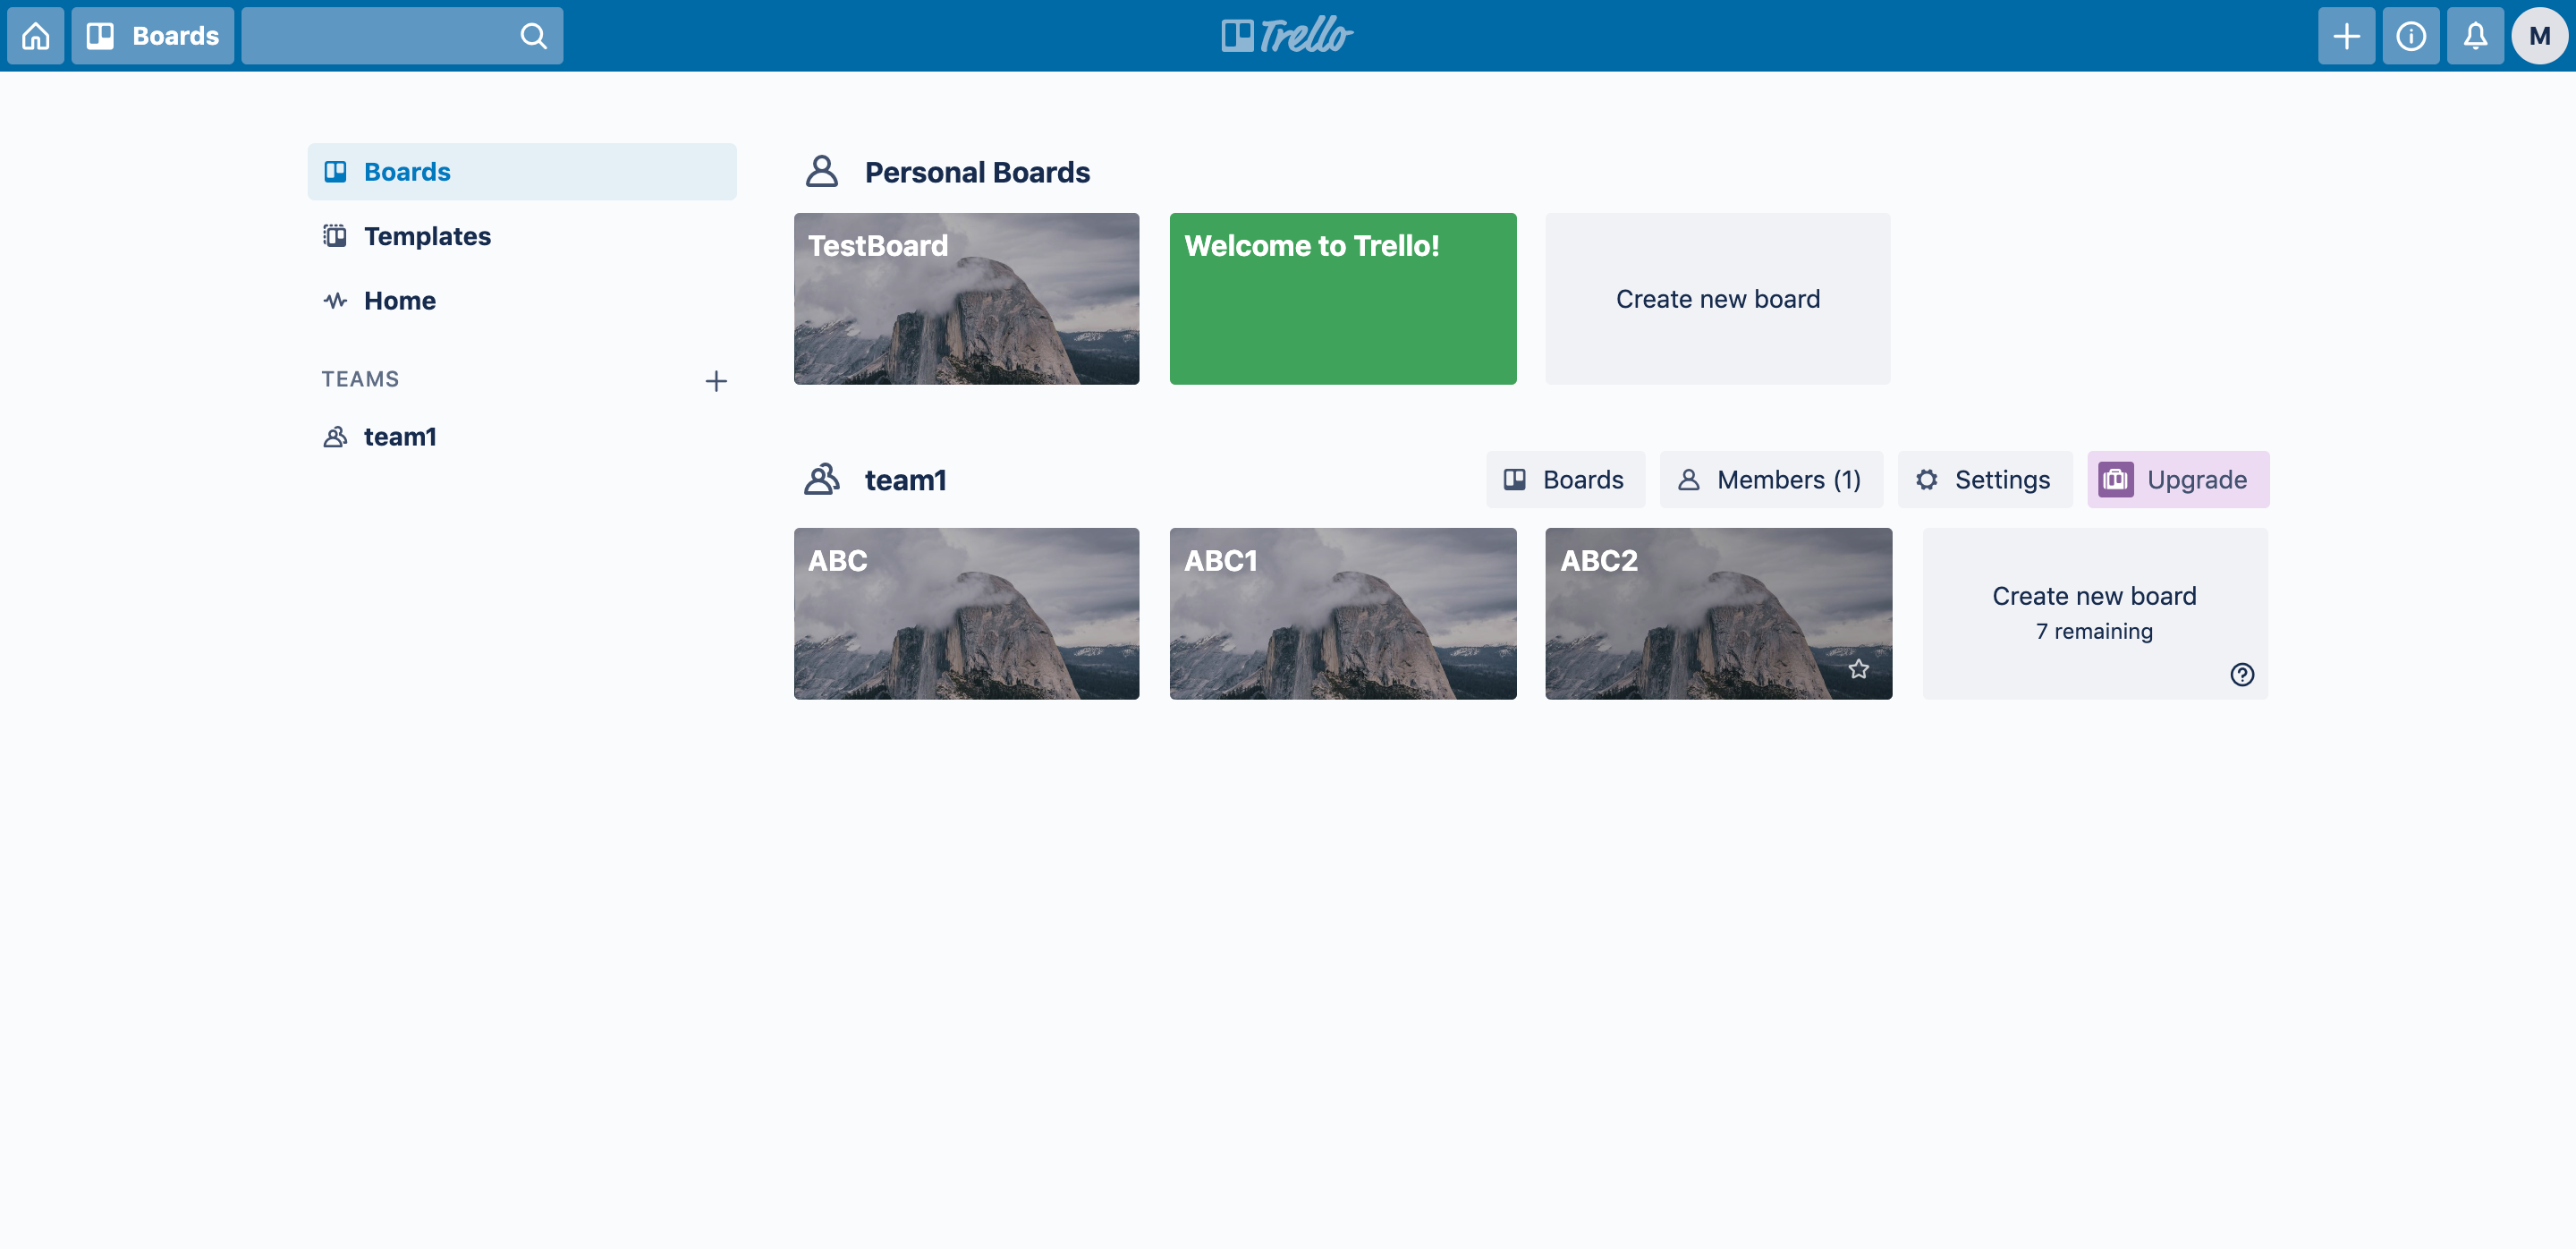 Boards
Trello
M
Boards
Templates
Home
TEAMS
team1
Personal Boards
TestBoard
Welcome to Trello!
Create new board
team1
Boards
Members (1)
Settings
Upgrade
ABC
ABC1
ABC2
Create new board
7 remaining